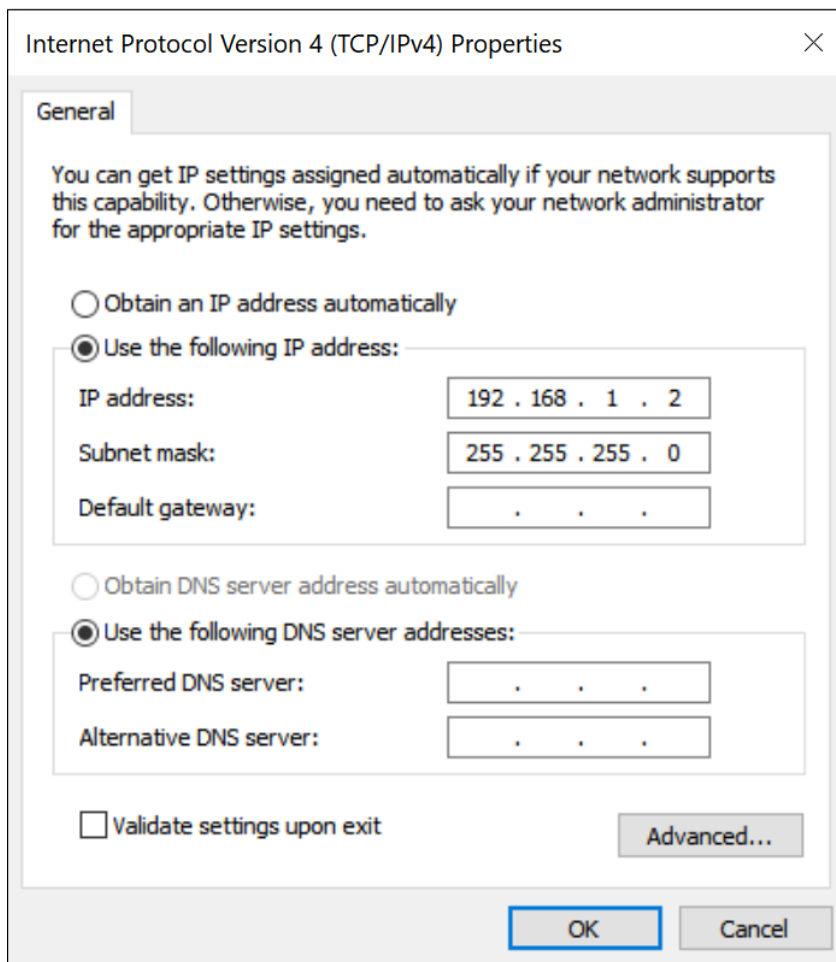 Internet Protocol Version 4 (TCP/IPv4) Properties
General
You can get IP settings assigned automatically if your network supports
this capability. Otherwise, you need to ask your network administrator
for the appropriate IP settings.
Obtain an IP address automatically
Use the following IP address:
IP address: 192 . 168 . 1 . 2
Subnet mask: 255 . 255 . 255 . 0
Default gateway: . . .
Obtain DNS server address automatically
Use the following DNS server addresses:
Preferred DNS server: . . .
Alternative DNS server: . . .
Validate settings upon exit
Advanced...
OK Cancel